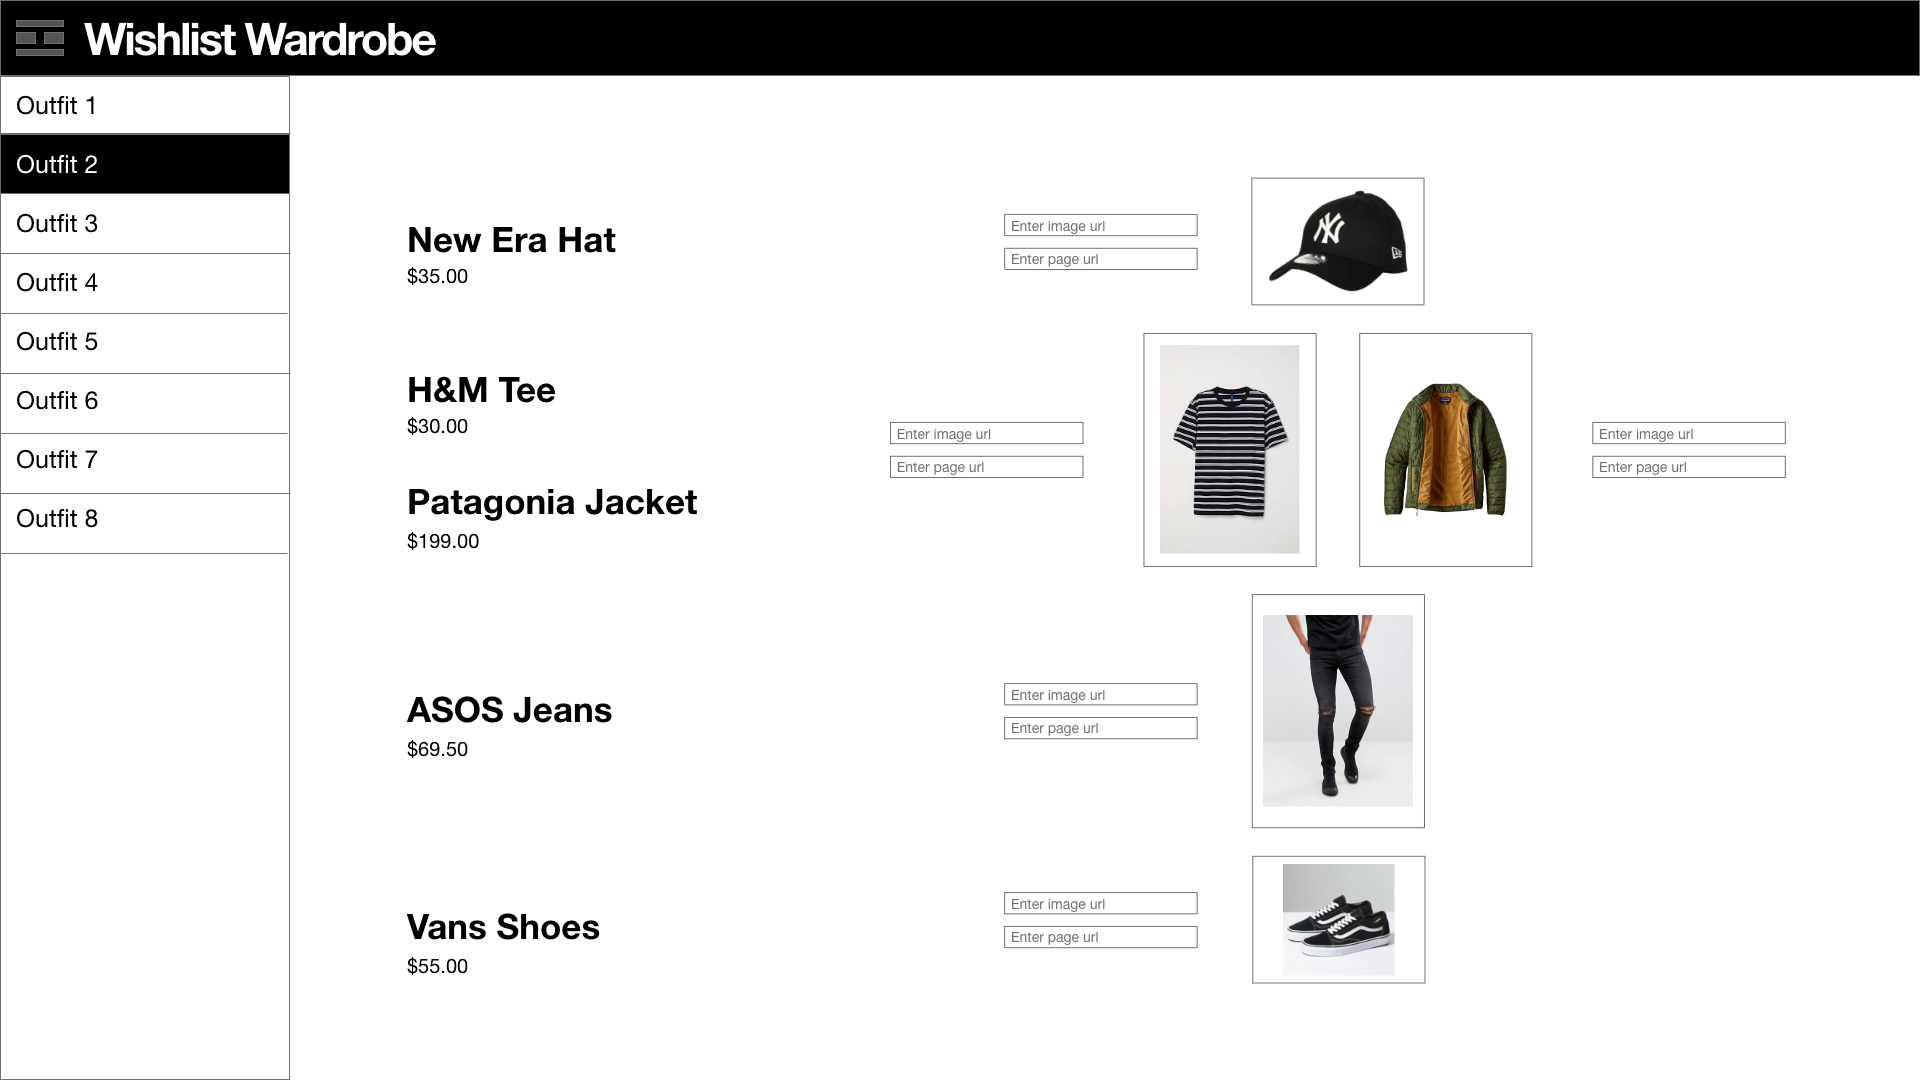 Wishlist Wardrobe
Outfit 1
Outfit 2
Outfit 3
Outfit 4
Outfit 5
Outfit 6
Outfit 7
Outfit 8
New Era Hat
$35.00
Enter image url
Enter page url
NY
H&M Tee
$30.00
Patagonia Jacket
$199.00
Enter image url
Enter page url
Enter image url
Enter page url
ASOS Jeans
$69.50
Enter image url
Enter page url
Vans Shoes
$55.00
Enter image url
Enter page url